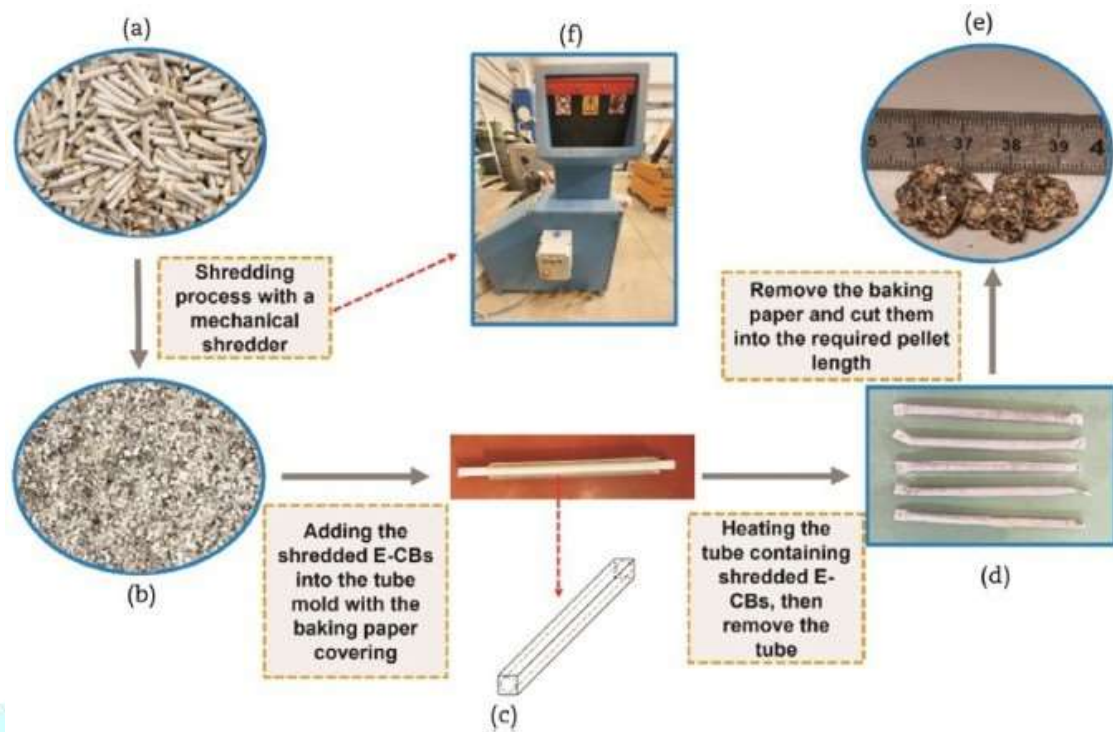 (a)
(f)
(e)
5 36 37 38 39 4
Shredding
process with a
mechanical
shredder
Remove the baking
paper and cut them
into the required pellet
length
Adding the
shredded E-CBs
into the tube
mold with the
baking paper
covering
Heating the
tube containing
shredded E-
CBs, then
remove the
tube
(b)
(d)
(c)